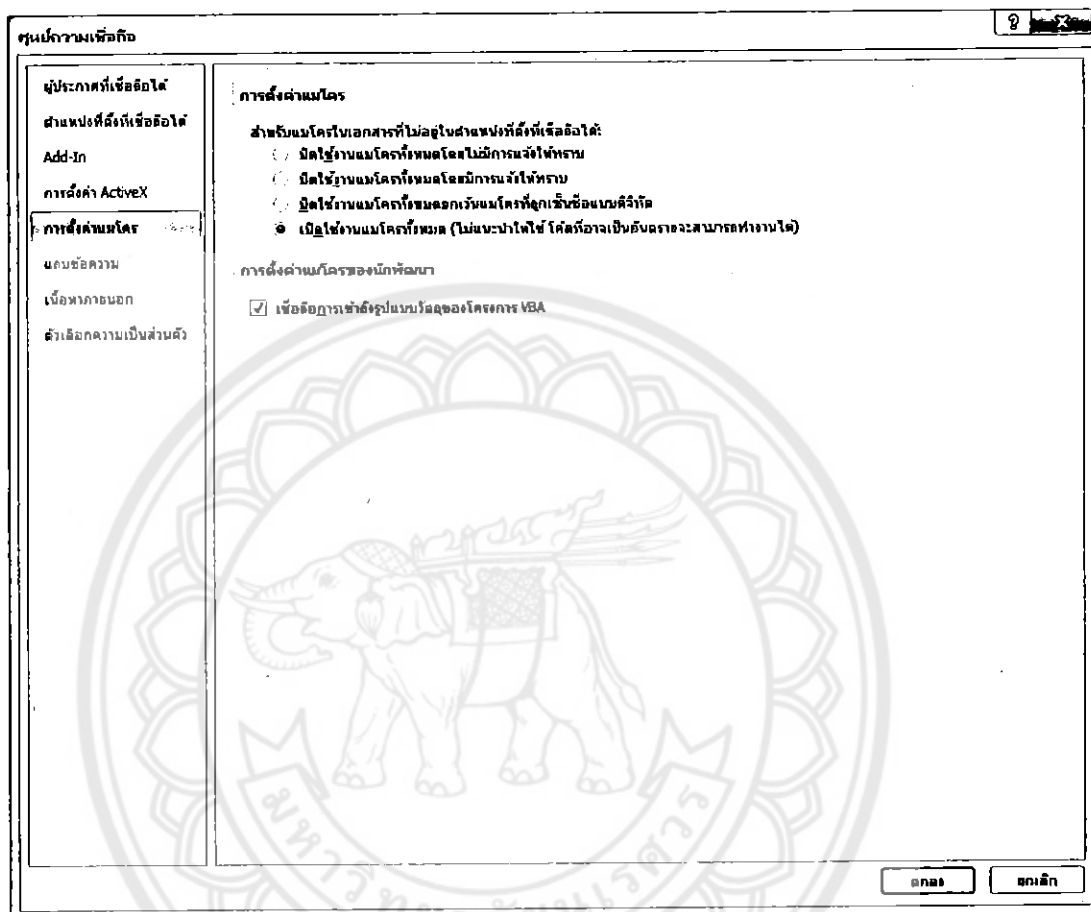 ศูนย์ความเชื่อถือ
ผู้ประกาศที่เชื่อถือได้
ตำแหน่งที่ตั้งที่เชื่อถือได้
Add-In
การตั้งค่า ActiveX
การตั้งค่าแมโคร
แถบข้อความ
เนื้อหาภายนอก
ตัวเลือกความเป็นส่วนตัว
การตั้งค่าแมโคร
สำหรับแมโครในเอกสารที่ไม่อยู่ในตำแหน่งที่ตั้งที่เชื่อถือได้:
ปิดใช้งานแมโครทั้งหมดโดยไม่มีการแจ้งให้ทราบ
ปิดใช้งานแมโครทั้งหมดโดยมีการแจ้งให้ทราบ
ปิดใช้งานแมโครทั้งหมดยกเว้นแมโครที่ถูกเซ็นชื่อแบบดิจิทัล
เปิดใช้งานแมโครทั้งหมด (ไม่แนะนำให้ใช้ โค้ดที่อาจเป็นอันตรายจะสามารถทำงานได้)
การตั้งค่าแมโครของนักพัฒนา
เชื่อถือการเข้าถึงรูปแบบวัตถุของโครงการ VBA
ตกลง
ยกเลิก